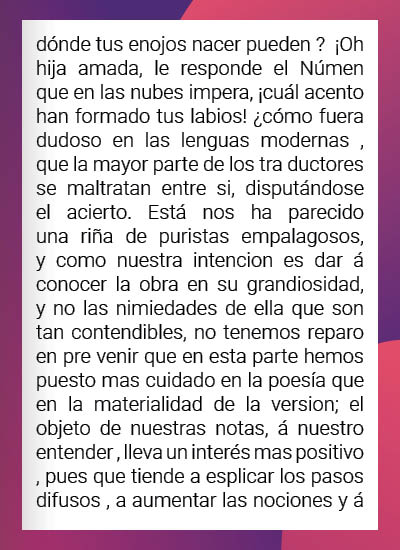 dónde tus enojos nacer pueden ? ¡Oh
hija amada, le responde el Númen
que en las nubes impera, ¡cuál acento
han formado tus labios! ¿cómo fuera
dudoso en las lenguas modernas ,
que la mayor parte de los tra ductores
se maltratan entre si, disputándose
el acierto. Está nos ha parecido
una riña de puristas empalagosos,
y como nuestra intencion es dar á
conocer la obra en su grandiosidad,
y no las nimiedades de ella que son
tan contendibles, no tenemos reparo
en pre venir que en esta parte hemos
puesto mas cuidado en la poesía que
en la materialidad de la version; el
objeto de nuestras notas, á nuestro
entender , lleva un interés mas positivo
, pues que tiende a esplicar los pasos
difusos , a aumentar las nociones y á